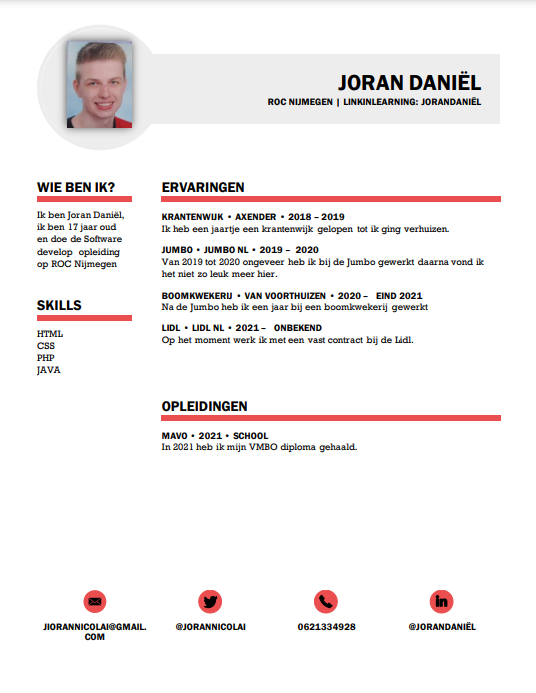 JORAN DANIËL
ROC NIJMEGEN | LINKINLEARNING: JORANDANIËL
WIE BEN IK?
Ik ben Joran Daniël,
ik ben 17 jaar oud
en doe de Software
develop opleiding
op ROC Nijmegen
SKILLS
HTML
CSS
PHP
JAVA
ERVARINGEN
KRANTENWIJK • AXENDER • 2018 – 2019
Ik heb een jaartje een krantenwijk gelopen tot ik ging verhuizen.
JUMBO • JUMBO NL • 2019 – 2020
Van 2019 tot 2020 ongeveer heb ik bij de Jumbo gewerkt daarna vond ik
het niet zo leuk meer hier.
BOOMKWEKERIJ • VAN VOORTHUIZEN • 2020 – EIND 2021
Na de Jumbo heb ik een jaar bij een boomkwekerij gewerkt
LIDL • LIDL NL • 2021 – ONBEKEND
Op het moment werk ik met een vast contract bij de Lidl.
OPLEIDINGEN
MAVO • 2021 • SCHOOL
In 2021 heb ik mijn VMBO diploma gehaald.
JIORANNICOLAI@GMAIL.
COM
@JORANNICOLAI
0621334928
@JORANDANIËL